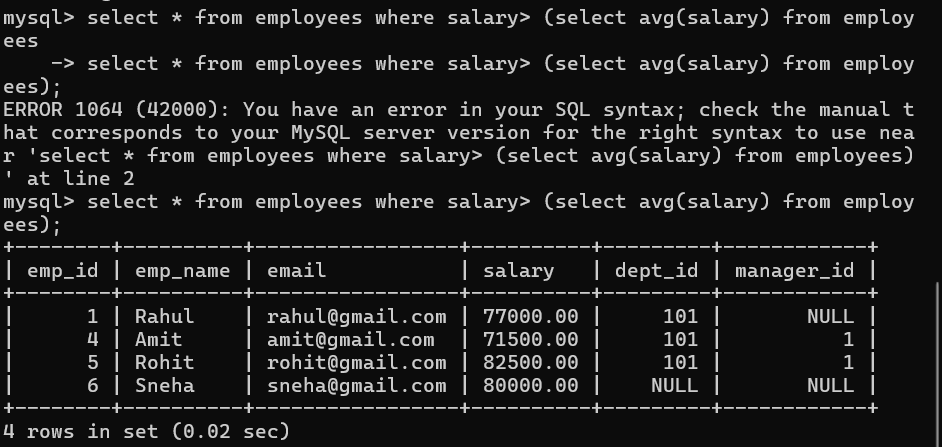 mysql> select * from employees where salary> (select avg(salary) from employ
ees
    -> select * from employees where salary> (select avg(salary) from employ
ees);
ERROR 1064 (42000): You have an error in your SQL syntax; check the manual t
hat corresponds to your MySQL server version for the right syntax to use nea
r 'select * from employees where salary> (select avg(salary) from employees)
' at line 2
mysql> select * from employees where salary> (select avg(salary) from employ
ees);
+--------+----------+-----------------+----------+---------+------------+
| emp_id | emp_name | email           | salary   | dept_id | manager_id |
+--------+----------+-----------------+----------+---------+------------+
|      1 | Rahul    | rahul@gmail.com | 77000.00 |     101 |       NULL |
|      4 | Amit     | amit@gmail.com  | 71500.00 |     101 |          1 |
|      5 | Rohit    | rohit@gmail.com | 82500.00 |     101 |          1 |
|      6 | Sneha    | sneha@gmail.com | 80000.00 |    NULL |       NULL |
+--------+----------+-----------------+----------+---------+------------+
4 rows in set (0.02 sec)